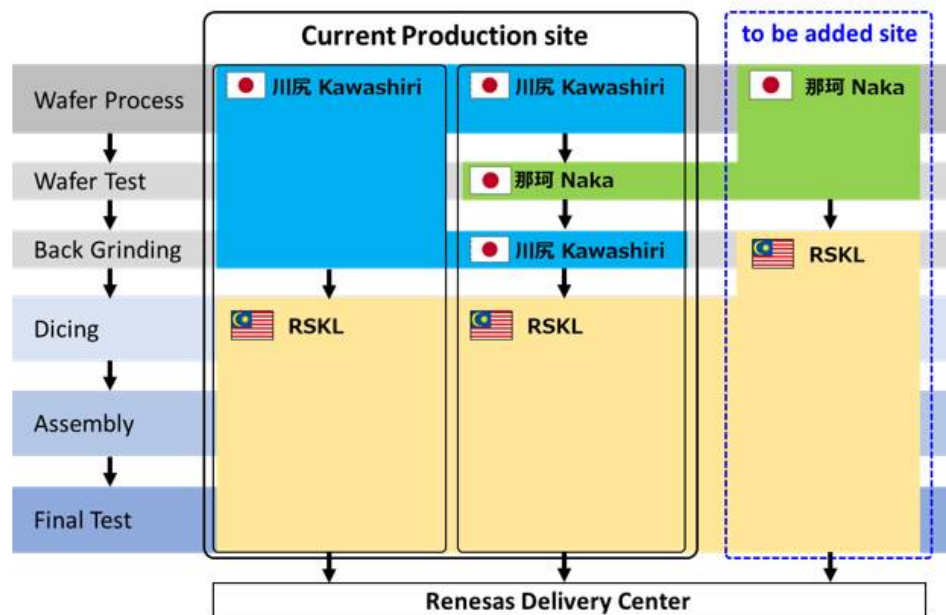 Current Production site
to be added site
Wafer Process
川尻 Kawashiri
川尻 Kawashiri
那珂 Naka
Wafer Test
那珂 Naka
Back Grinding
川尻 Kawashiri
RSKL
Dicing
RSKL
RSKL
Assembly
Final Test
Renesas Delivery Center